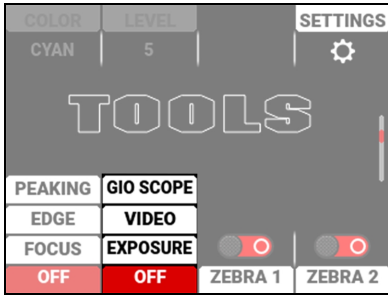 COLOR LEVEL SETTINGS
CYAN 5
TOOLS
PEAKING GIO SCOPE
EDGE VIDEO
FOCUS EXPOSURE
OFF OFF ZEBRA 1 ZEBRA 2